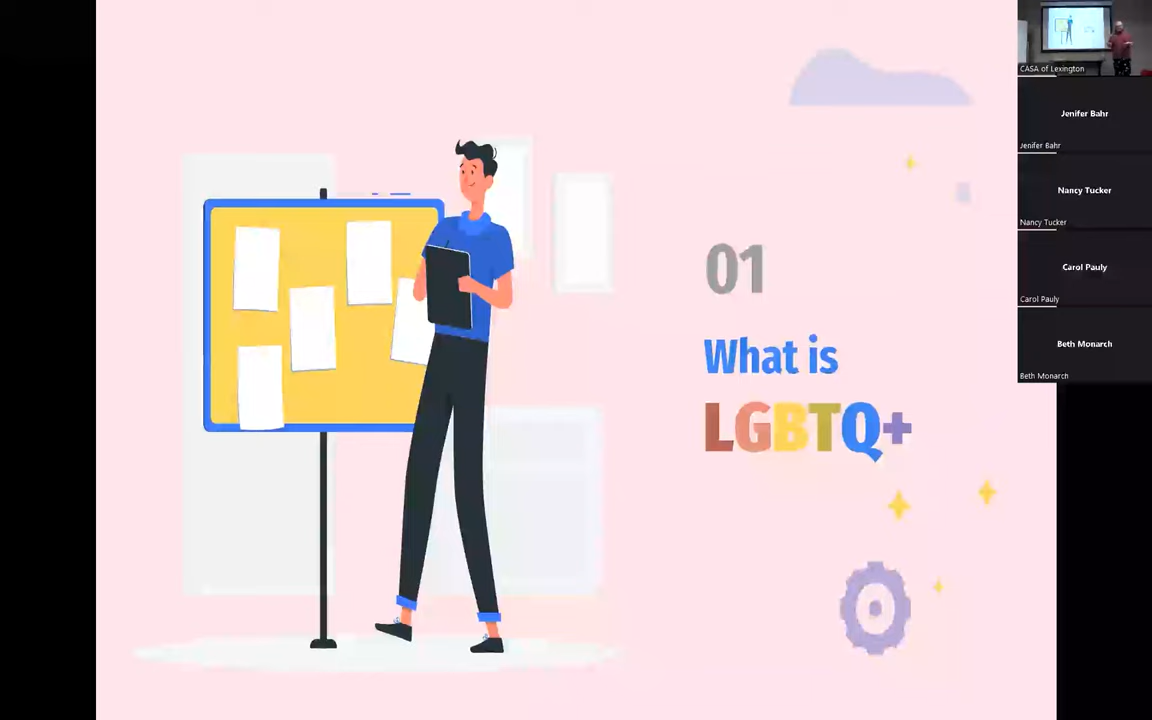 01
What is
LGBTQ+
CASA of Lexington
Jenifer Bahr
Jenifer Bahr
Nancy Tucker
Nancy Tucker
Carol Pauly
Carol Pauly
Beth Monarch
Beth Monarch